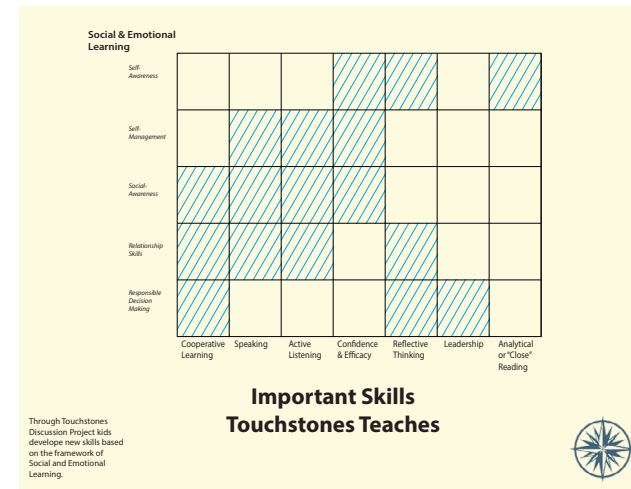 Social & Emotional
Learning
Self-
Awareness
Self-
Management
Social-
Awareness
Relationship
Skills
Responsible
Decision
Making
Cooperative
Learning
Speaking
Active
Listening
Confidence
& Efficacy
Reflective
Thinking
Leadership
Analytical
or "Close"
Reading
Important Skills
Touchstones Teaches
Through Touchstones
Discussion Project kids
develope new skills based
on the framework of
Social and Emotional
Learning.